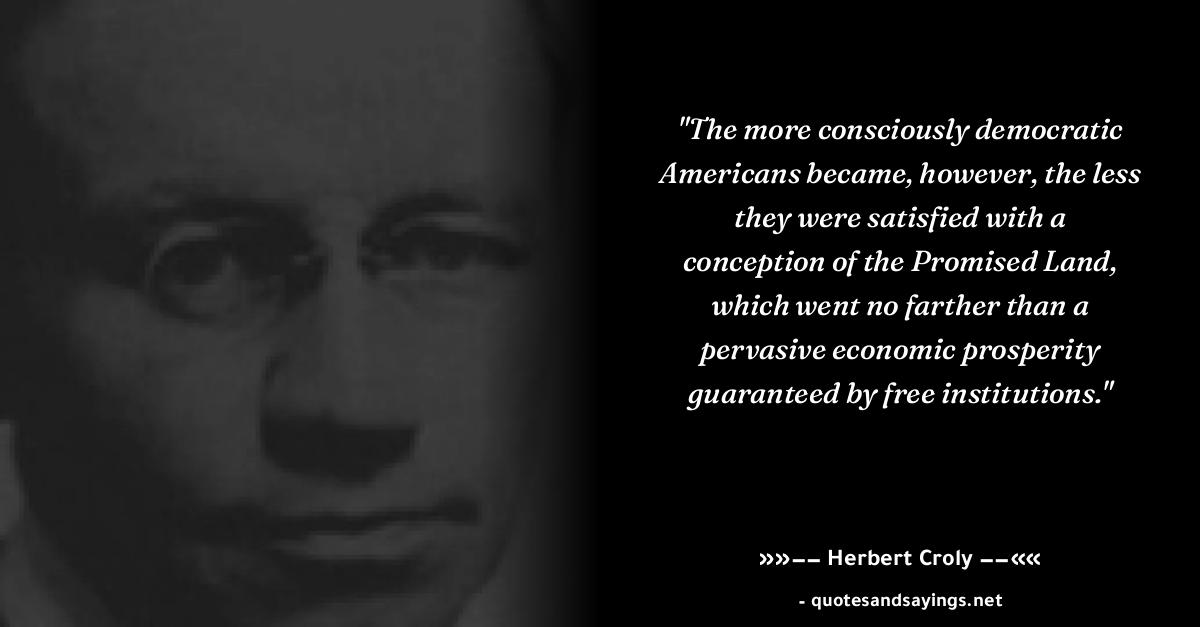 "The more consciously democratic
Americans became, however, the less
they were satisfied with a
conception of the Promised Land,
which went no farther than a
pervasive economic prosperity
guaranteed by free institutions."
»»—— Herbert Croly ——««
- quotesandsayings.net